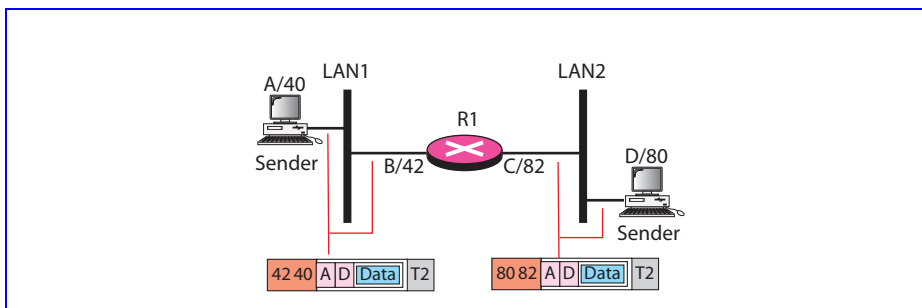 LAN1
LAN2
A/40
R1
D/80
Sender
B/42
C/82
Sender
42 40 A D Data T2
80 82 A D Data T2